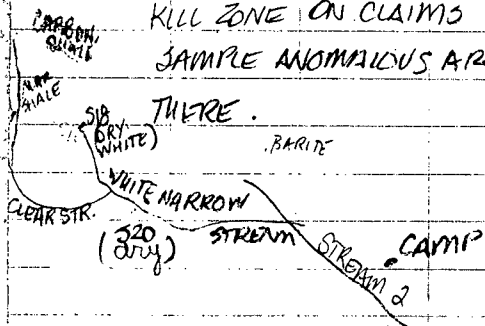 KILL ZONE ON CLAIMS
CARBON.
SHALE
SAMPLE ANOMALOUS AR
SHALE
THERE.
518
(DRY
WHITE)
BARITE
WHITE NARROW
STREAM
CLEAR STR.
(520
dry)
STREAM 2
CAMP